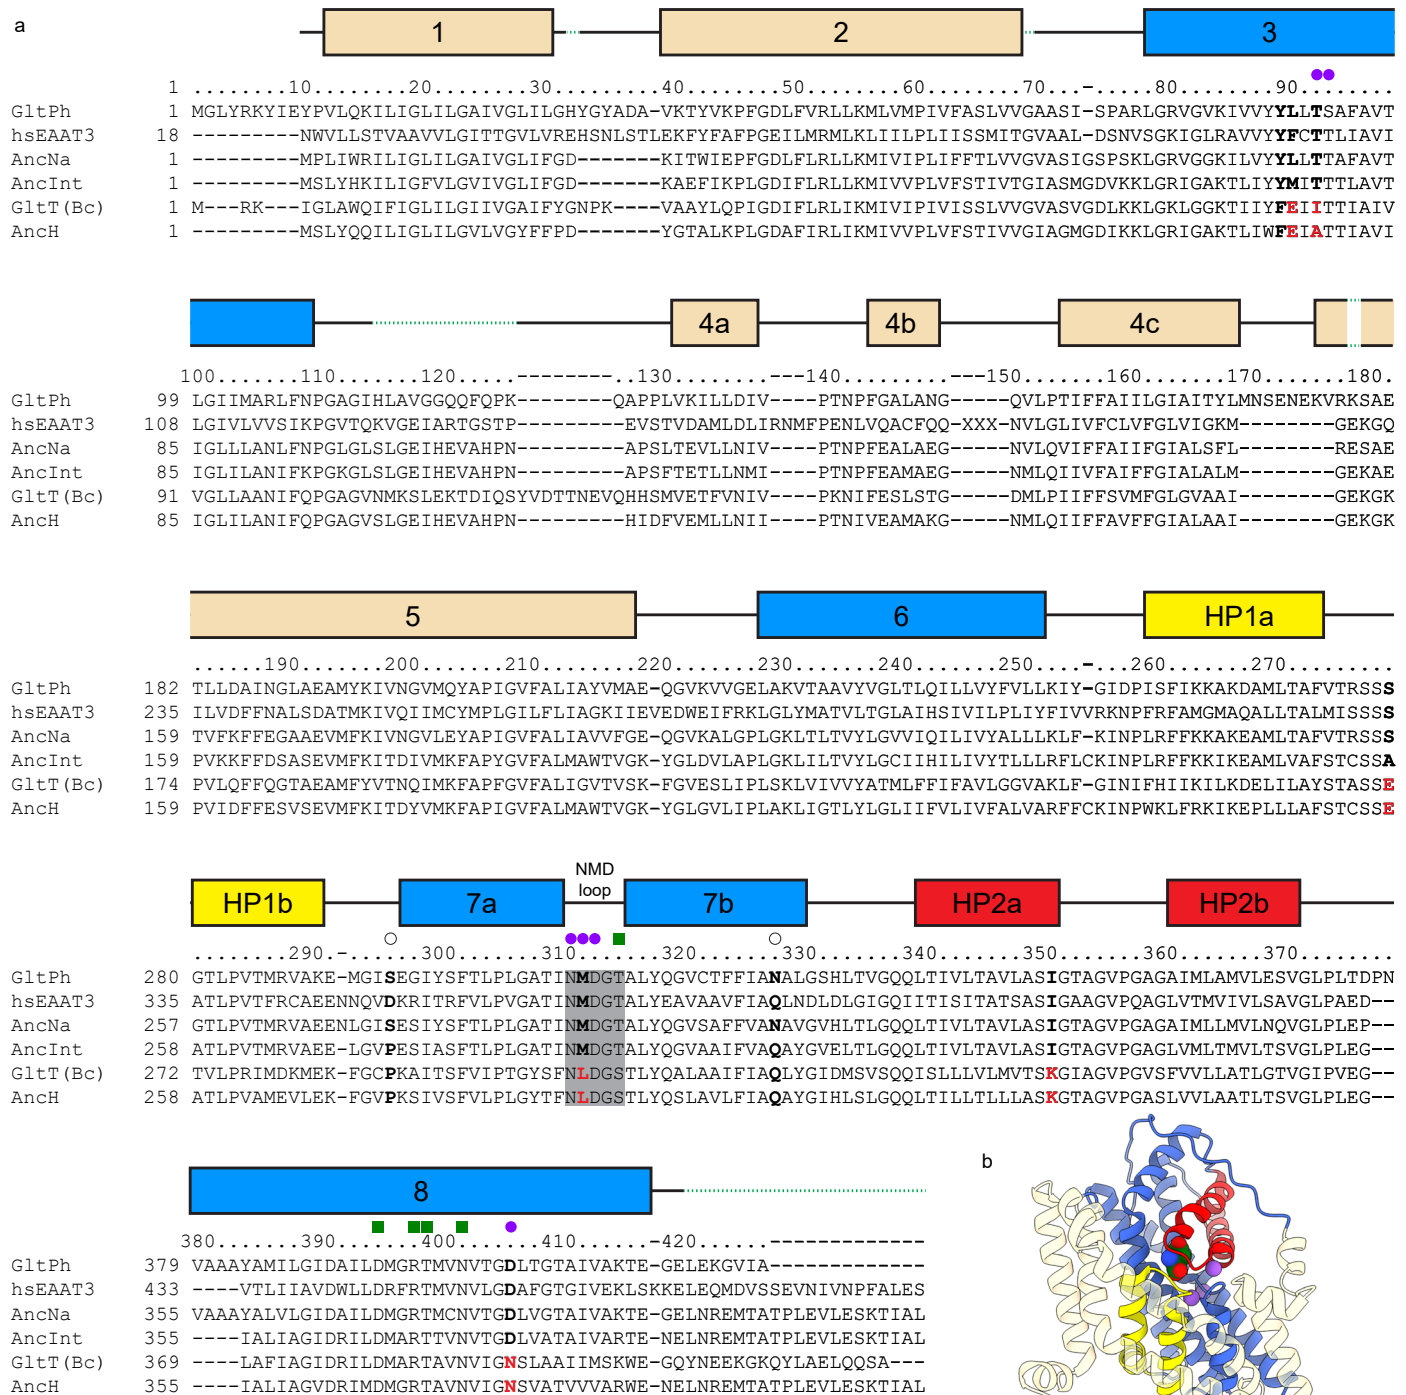 a
1 2 3
1 .......10........20........30........40........50........60........70....-....80........90........
GltPh 1 MGLYRKYIEYPVLQKILIGLILGAIVGLILGHYGYADA-VKTYVKPFGDLFVRLLKMLVMPIVFASLVVGAASI-SPARLGRVGVKIVVYYLLTSAFAVT
hsEAAT3 18 ---------NWVLLSTVAAVVLGITTGVLVREHSNLSTLEKFYFAFPGEILMRMLKLIILPLIISSMITGVAAL-DSNVSGKIGLRAVVYYFCTTLIAVI
AncNa 1 ---------MPLIWRILIGLILGAIVGLIFGD-------KITWIEPFGDLFLRLLKMIVIPLIFFTLVVGVASIGSPSKLGRVGGKILVYYLLTTAFAVT
AncInt 1 ---------MSLYHKILIGFVLGVIVGLIFGD-------KAEFIKPLGDIFLRLLKMIVVPLVFSTIVTGIASMGDVKKLGRIGAKTLIYYMITTTLAVT
GltT(Bc) 1 M---RK---IGLAWQIFIGLILGIIVGAIFYGNPK----VAAYLQPIGDIFLRLIKMIVIPIVISSLVVGVASVGDLKKLGKLGGKTIIYFEIITTIAIV
AncH 1 ---------MSLYQQILIGLILGVLVGYFFPD-------YGTALKPLGDAFIRLIKMIVVPLVFSTIVVGIAGMGDIKKLGRIGAKTLIWFEIATTIAVI
4a 4b 4c
100.......110.......120.......---------.130.......---.140.......---..150........160.......170........180.
GltPh 99 LGIIMARLFNPGAGIHLAVGGQQFQPK--------QAPPLVKILLDIV----PTNPFGALANG-----QVLPTIFFAIILGIAITYLMNSENEKVRKSAE
hsEAAT3 108 LGIVLVVSIKPGVTQKVGEIARTGSTP---------EVSTVDAMLDLIRNMFPENLVQACFQQ-XXX-NVLGLIVFCLVFGLVIGKM--------GEKGQ
AncNa 85 IGLLLANLFNPGLGLSLGEIHEVAHPN---------APSLTEVLLNIV----PTNPFEALAEG-----NVLQVIFFAIIFGIALSFL--------RESAE
AncInt 85 IGLILANIFKPGKGLSLGEIHEVAHPN---------APSFTETLLNMI----PTNPFEAMAEG-----NMLQIIVFAIFFGIALALM--------GEKAE
GltT(Bc) 91 VGLLAANIFQPGAGVNMKSLEKTDIQSYVDTTNEVQHHSMVETFVNIV----PKNIFESLSTG-----DMLPIIFFSVMFGLGVAAI--------GEKGK
AncH 85 IGLILANIFQPGAGVSLGEIHEVAHPN---------HIDFVEMLLNII----PTNIVEAMAKG-----NMLQIIFFAVFFGIALAAI--------GEKGK
5 6 HP1a
......190.......200.......210.......220........230.......240.......250.....-..260.......270.........
GltPh 182 TLLDAINGLAEAMYKIVNGVMQYAPIGVFALIAYVMAE-QGVKVVGELAKVTAAVYVGLTLQILLVYFVLLKIY-GIDPISFIKKAKDAMLTAFVTRSSS
hsEAAT3 235 ILVDFFNALSDATMKIVQIIMCYMPLGILFLIAGKIIEVEDWEIFRKLGLYMATVLTGLAIHSIVILPLIYFIVVRKNPFRFAMGMAQALLTALMISSSS
AncNa 159 TVFKFFEGAAEVMFKIVNGVLEYAPIGVFALIAVVFGE-QGVKALGPLGKLTLTVYLGVVIQILIVYALLLKLF-KINPLRFFKKAKEAMLTAFVTRSSS
AncInt 159 PVKKFFDSASEVMFKITDIVMKFAPYGVFALMAWTVGK-YGLDVLAPLGKLILTVYLGCIIHILIVYTLLLRFLCKINPLRFFKKIKEAMLVAFSTCSSA
GltT(Bc) 174 PVLQFFQGTAEAMFYVTNQIMKFAPFGVFALIGVTVSK-FGVESLIPLSKLVIVVYATMLFFIFAVLGGVAKLF-GINIFHIIKILKDELILAYSTASSE
AncH 159 PVIDFFESVSEVMFKITDYVMKFAPIGVFALMAWTVGK-YGLGVLIPLAKLIGTLYLGLIIFVLIVFALVARFFCKINPWKLFRKIKEPLLLAFSTCSSE
HP1b 7a NMD 7b HP2a HP2b
loop
........290..-.....300.......310.......320........330.......340.......350.......360.......370........
GltPh 280 GTLPVTMRVAKE-MGISEGIYSFTLPLGATINMDGTALYQGVCTFFIANALGSHLTVGQQLTIVLTAVLASIGTAGVPGAGAIMLAMVLESVGLPLTDPN
hsEAAT3 335 ATLPVTFRCAEENNQVDKRITRFVLPVGATINMDGTALYEAVAAVFIAQLNDLDLGIGQIITISITATSASIGAAGVPQAGLVTMVIVLSAVGLPAED--
AncNa 257 GTLPVTMRVAEENLGISESIYSFTLPLGATINMDGTALYQGVSAFFVANAVGVHLTLGQQLTIVLTAVLASIGTAGVPGAGAIMLLMVLNQVGLPLEP--
AncInt 258 ATLPVTMRVAEE-LGVPESIASFTLPLGATINMDGTALYQGVAAIFVAQAYGVELTLGQQLTIVLTAVLASIGTAGVPGAGLVMLTMVLTSVGLPLEG--
GltT(Bc) 272 TVLPRIMDKMEK-FGCPKAITSFVIPTGYSFNLDGSTLYQALAAIFIAQLYGIDMSVSQQISLLLVLMVTSKGIAGVPGVSFVVLLATLGTVGIPVEG--
AncH 258 ATLPVAMEVLEK-FGVPKSIVSFVLPLGYTFNLDGSTLYQSLAVLFIAQAYGIHLSLGQQLTILLTLLLASKGTAGVPGASLVVLAATLTSVGLPLEG--
8
380.......390.......400.......410.......-420......-------------
GltPh 379 VAAAYAMILGIDAILDMGRTMVNVTGDLTGTAIVAKTE-GELEKGVIA-------------
hsEAAT3 433 ----VTLIIAVDWLLDRFRTMVNVLGDAFGTGIVEKLSKKELEQMDVSSEVNIVNPFALES
AncNa 355 VAAAYALVLGIDAILDMGRTMCNVTGDLVGTAIVAKTE-GELNREMTATPLEVLESKTIAL
AncInt 355 ----IALIAGIDRILDMARTTVNVTGDLVATAIVARTE-NELNREMTATPLEVLESKTIAL
GltT(Bc) 369 ----LAFIAGIDRILDMARTAVNVIGNSLAAIIMSKWE-GQYNEEKGKQYLAELQQSA---
AncH 355 ----IALIAGVDRIMDMGRTAVNVIGNSVATVVVARWE-NELNREMTATPLEVLESKTIAL
b